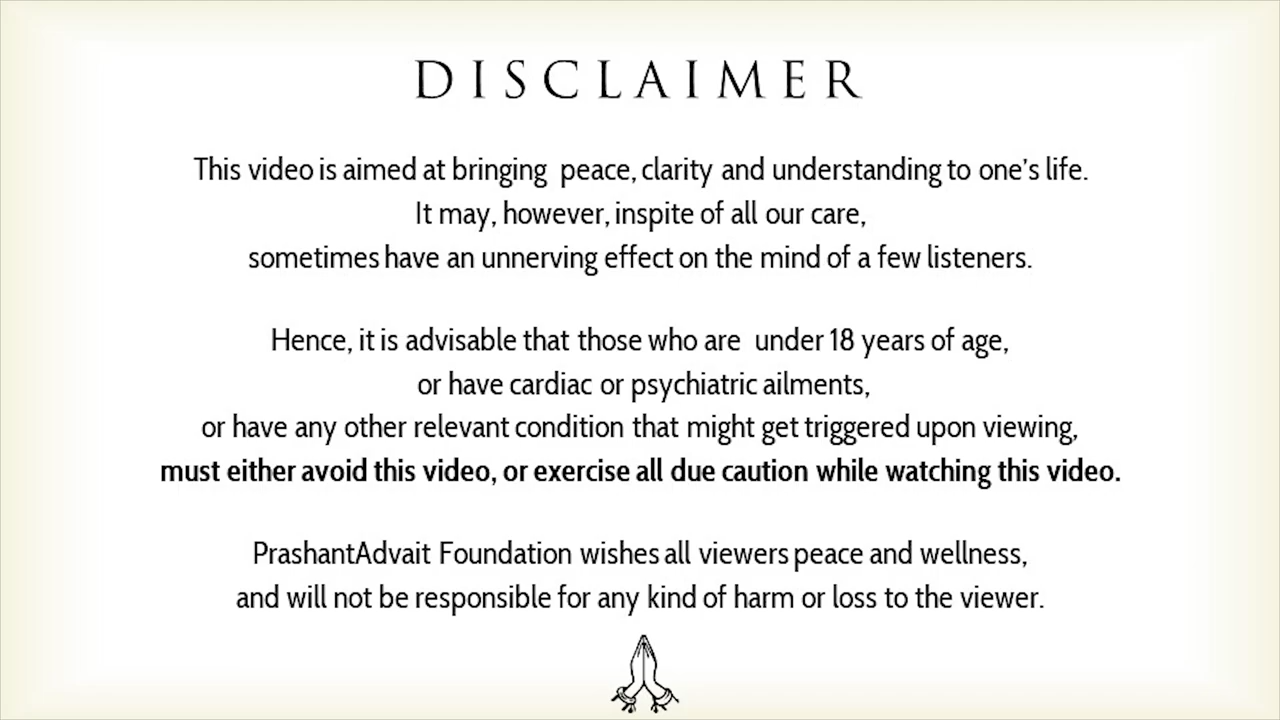 DISCLAIMER
This video is aimed at bringing peace, clarity and understanding to one's life.
It may, however, inspite of all our care,
sometimes have an unnerving effect on the mind of a few listeners.
Hence, it is advisable that those who are under 18 years of age,
or have cardiac or psychiatric ailments,
or have any other relevant condition that might get triggered upon viewing,
must either avoid this video, or exercise all due caution while watching this video.
PrashantAdvait Foundation wishes all viewers peace and wellness,
and will not be responsible for any kind of harm or loss to the viewer.